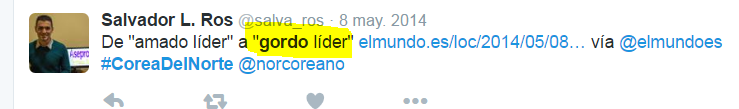 Salvador L. Ros @salva_ros · 8 may. 2014
De "amado líder" a "gordo líder" elmundo.es/loc/2014/05/08… vía @elmundoes
#CoreaDelNorte @norcoreano